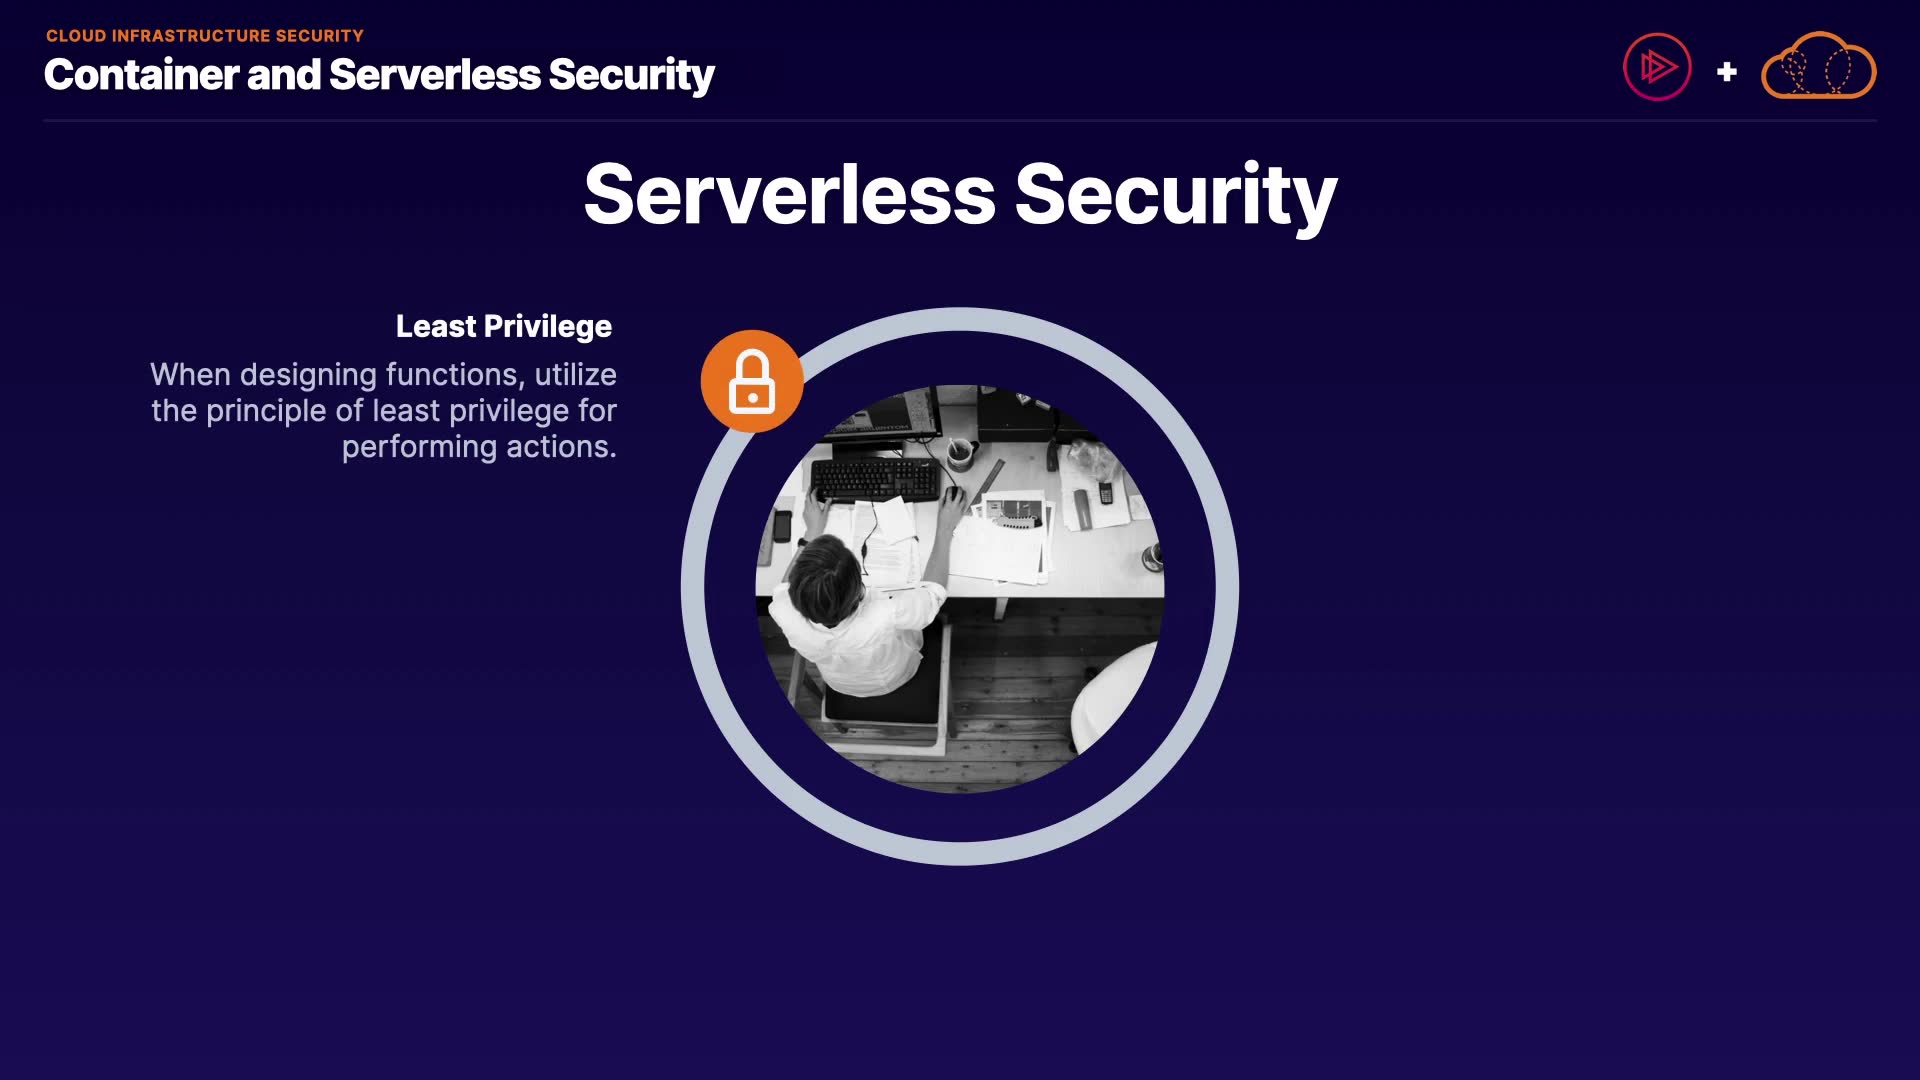 CLOUD INFRASTRUCTURE SECURITY
Container and Serverless Security
Serverless Security
Least Privilege
When designing functions, utilize
the principle of least privilege for
performing actions.